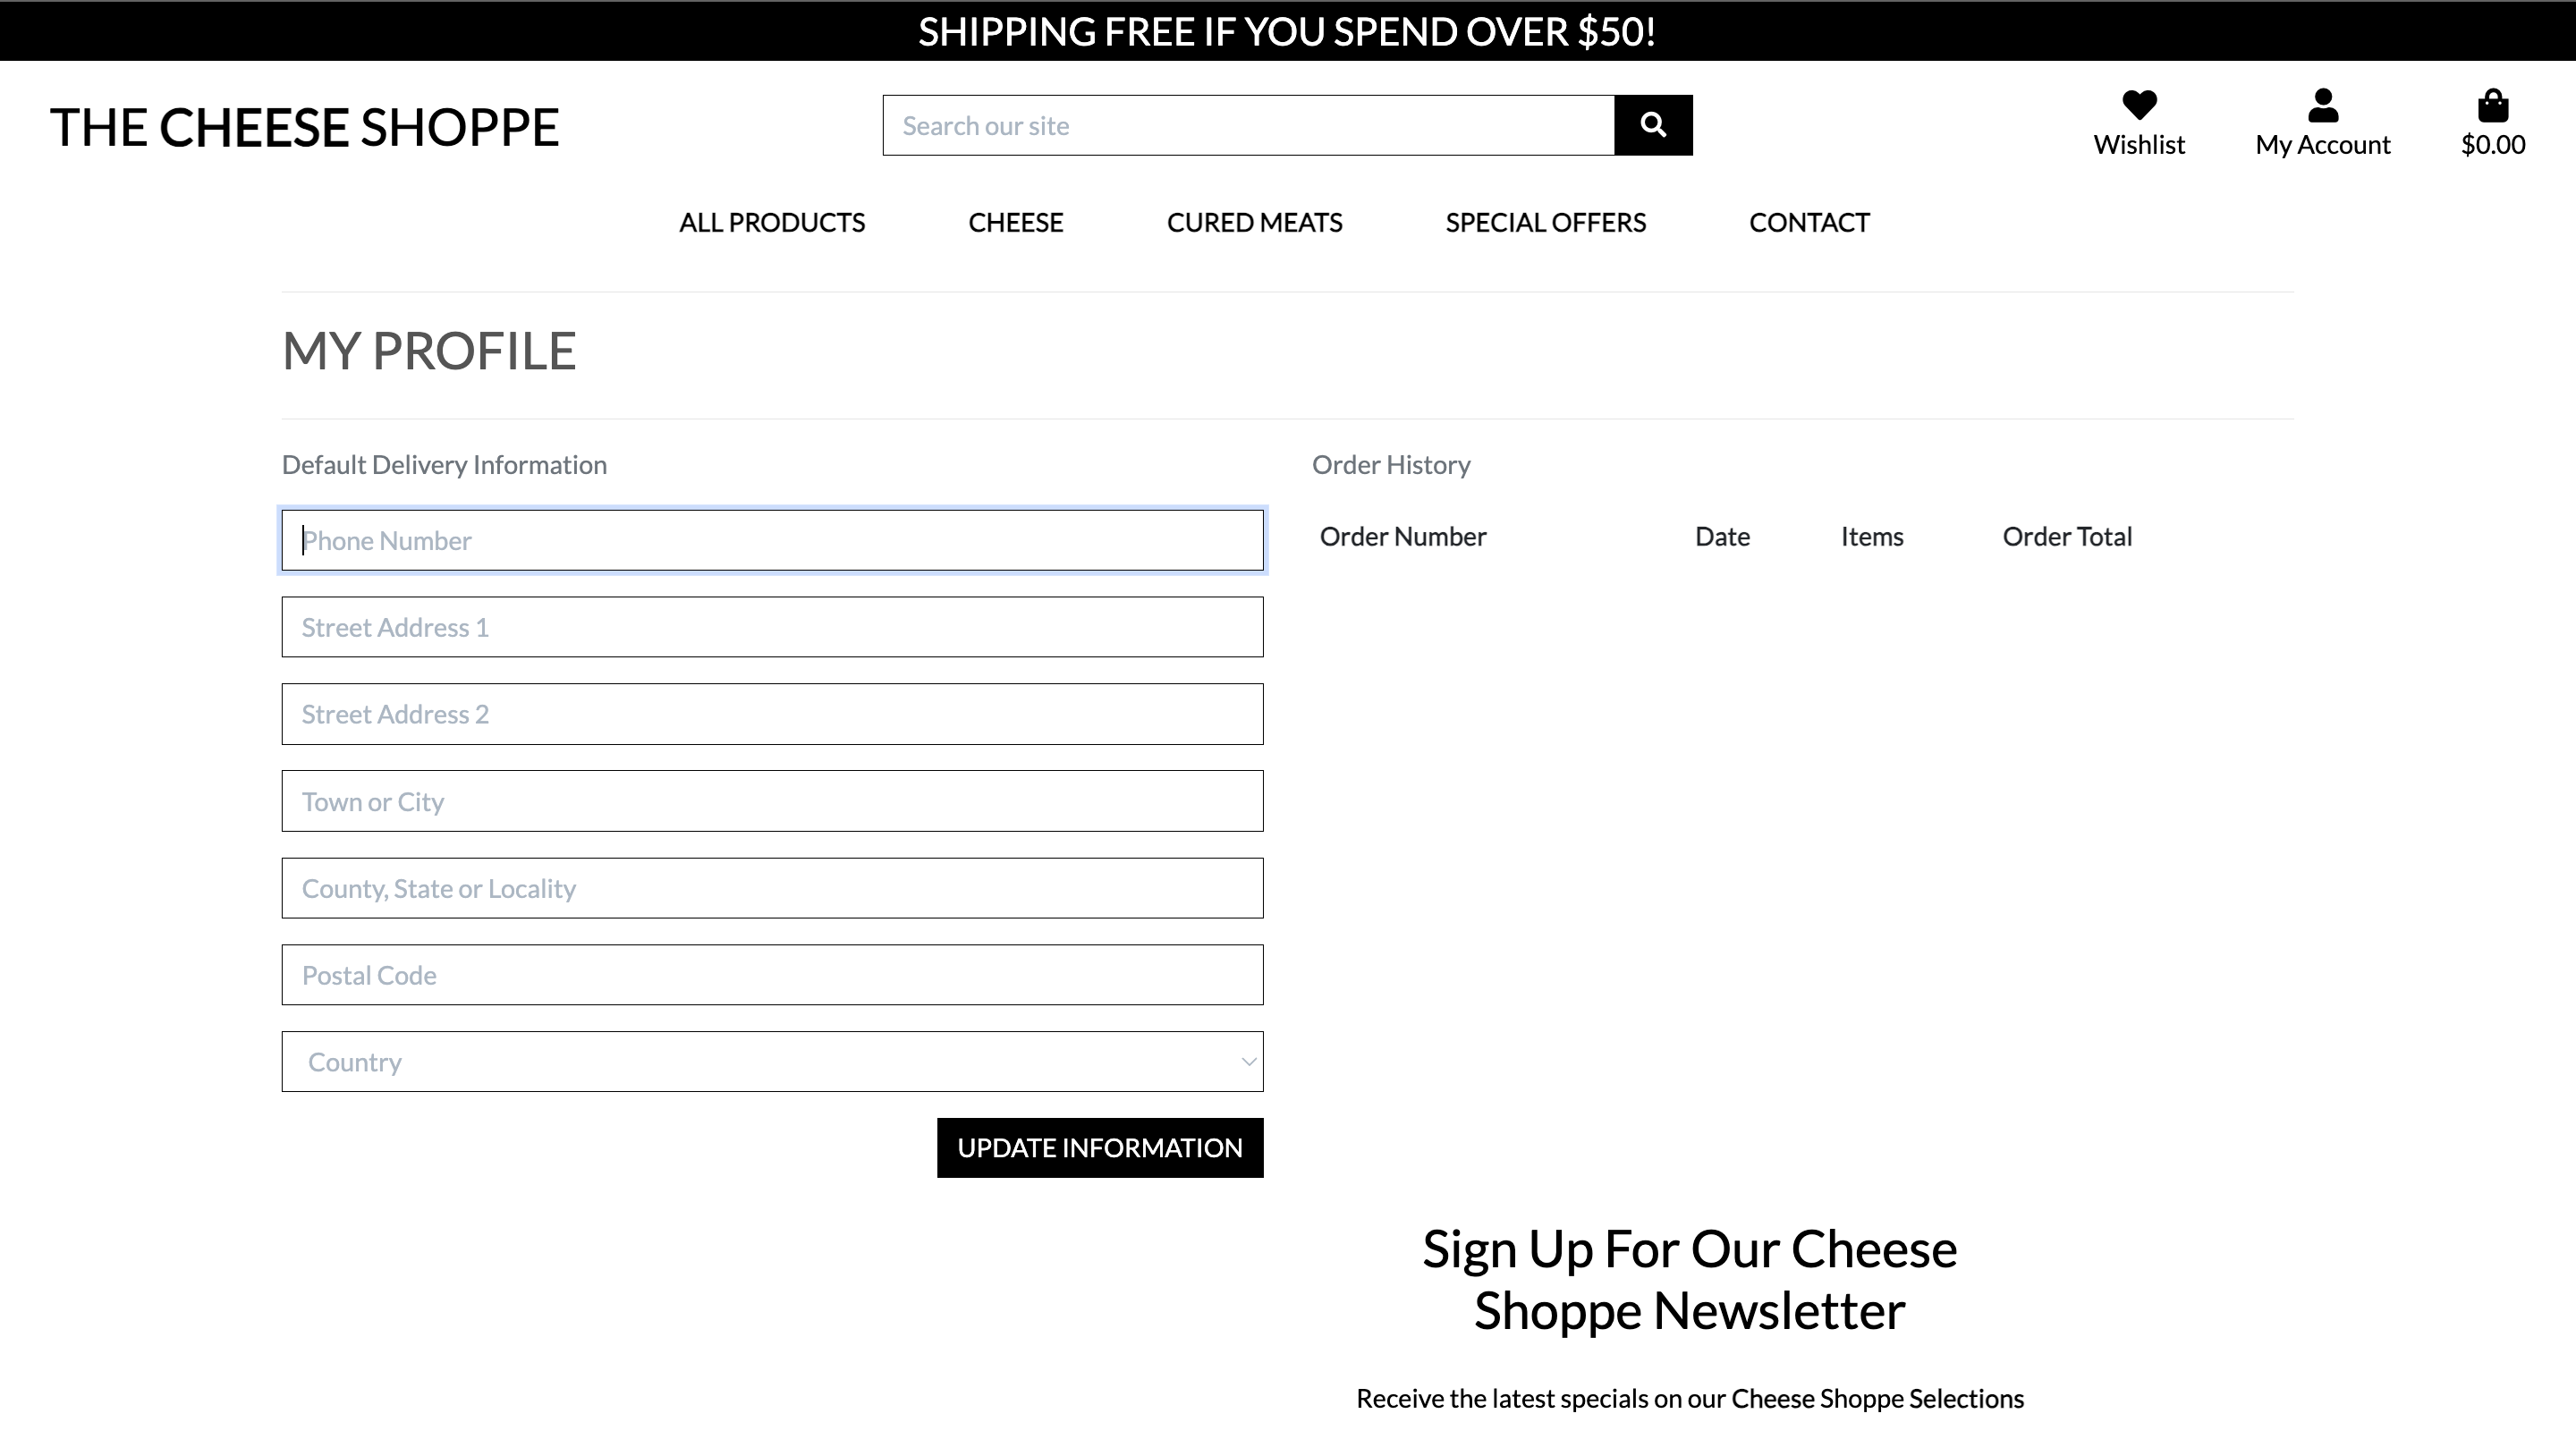 SHIPPING FREE IF YOU SPEND OVER $50!
THE CHEESE SHOPPE
Search our site
Wishlist
My Account
$0.00
ALL PRODUCTS
CHEESE
CURED MEATS
SPECIAL OFFERS
CONTACT
MY PROFILE
Default Delivery Information
Phone Number
Street Address 1
Street Address 2
Town or City
County, State or Locality
Postal Code
Country
UPDATE INFORMATION
Order History
Order Number Date Items Order Total
Sign Up For Our Cheese
Shoppe Newsletter
Receive the latest specials on our Cheese Shoppe Selections